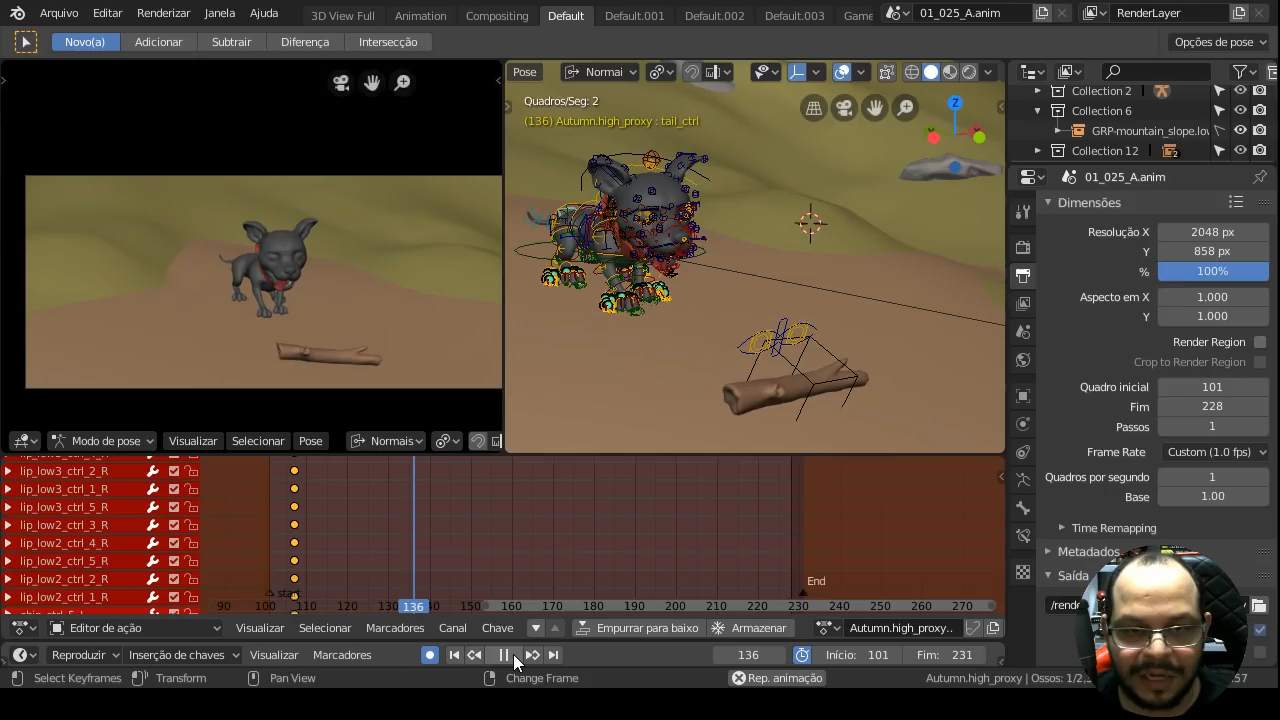 Arquivo Editar Renderizar Janela Ajuda 3D View Full Animation Compositing Default Default.001 Default.002 Default.003 Game 01_025_A.anim RenderLayer
Novo(a) Adicionar Subtrair Diferença Intersecção Opções de pose
Pose Normai
Quadros/Seg: 2
(136) Autumn.high_proxy : tail_ctrl
Z
Collection 2
Collection 6
GRP-mountain_slope.lo
Collection 12 2
01_025_A.anim
Dimensões
Resolução X 2048 px
Y 858 px
% 100%
Aspecto em X 1.000
Y 1.000
Render Region
Crop to Render Region
Quadro inicial 101
Fim 228
Passos 1
Frame Rate Custom (1.0 fps)
Quadros por segundo 1
Base 1.00
Time Remapping
Metadados
Saída
/rende
Modo de pose Visualizar Selecionar Pose Normais
lip_low3_ctrl_2_R
lip_low3_ctrl_1_R
lip_low3_ctrl_5_R
lip_low2_ctrl_3_R
lip_low2_ctrl_4_R
lip_low2_ctrl_5_R
lip_low2_ctrl_2_R
lip_low2_ctrl_1_R
End
start
90 100 110 120 130 136 40 150 160 170 180 190 200 210 220 230 240 250 260 270
Editor de ação Visualizar Selecionar Marcadores Canal Chave Empurrar para baixo Armazenar Autumn.high_proxy..
Reproduzir Inserção de chaves Visualizar Marcadores 136 Início: 101 Fim: 231
Select Keyframes Transform Pan View Change Frame Rep. animação Autumn.high_proxy | Ossos: 1/2, 57